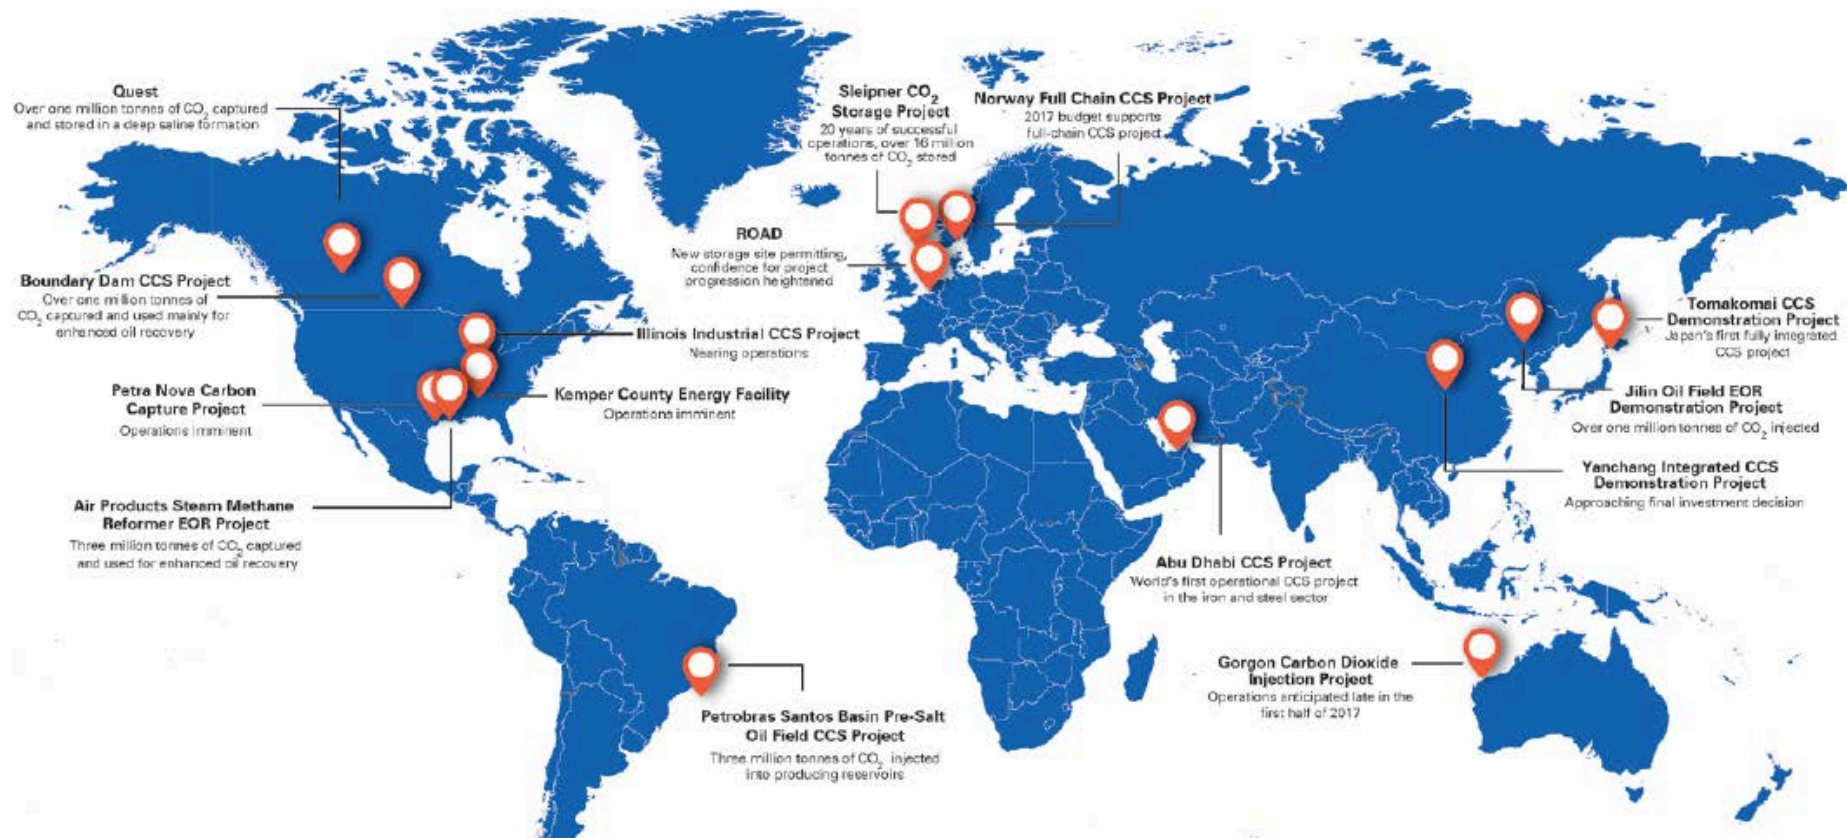 Quest
Over one million tonnes of CO₂ captured
and stored in a deep saline formation
Boundary Dam CCS Project
Over one million tonnes of
CO₂ captured and used mainly for
enhanced oil recovery
Petra Nova Carbon
Capture Project
Operations imminent
Air Products Steam Methane
Reformer EOR Project
Three million tonnes of CO₂ captured
and used for enhanced oil recovery
Illinois Industrial CCS Project
Nearing operations
Kemper County Energy Facility
Operations imminent
Petrobras Santos Basin Pre-Salt
Oil Field CCS Project
Three million tonnes of CO₂ injected
into producing reservoirs
Sleipner CO₂
Storage Project
20 years of successful
operations, over 16 million
tonnes of CO₂ stored
Norway Full Chain CCS Project
2017 budget supports
full-chain CCS project
ROAD
New storage site permitting,
confidence for project
progression heightened
Abu Dhabi CCS Project
World's first operational CCS project
in the iron and steel sector
Tomakomai CCS
Demonstration Project
Japan's first fully integrated
CCS project
Jilin Oil Field EOR
Demonstration Project
Over one million tonnes of CO₂ injected
Yanchang Integrated CCS
Demonstration Project
Approaching final investment decision
Gorgon Carbon Dioxide
Injection Project
Operations anticipated late in the
first half of 2017